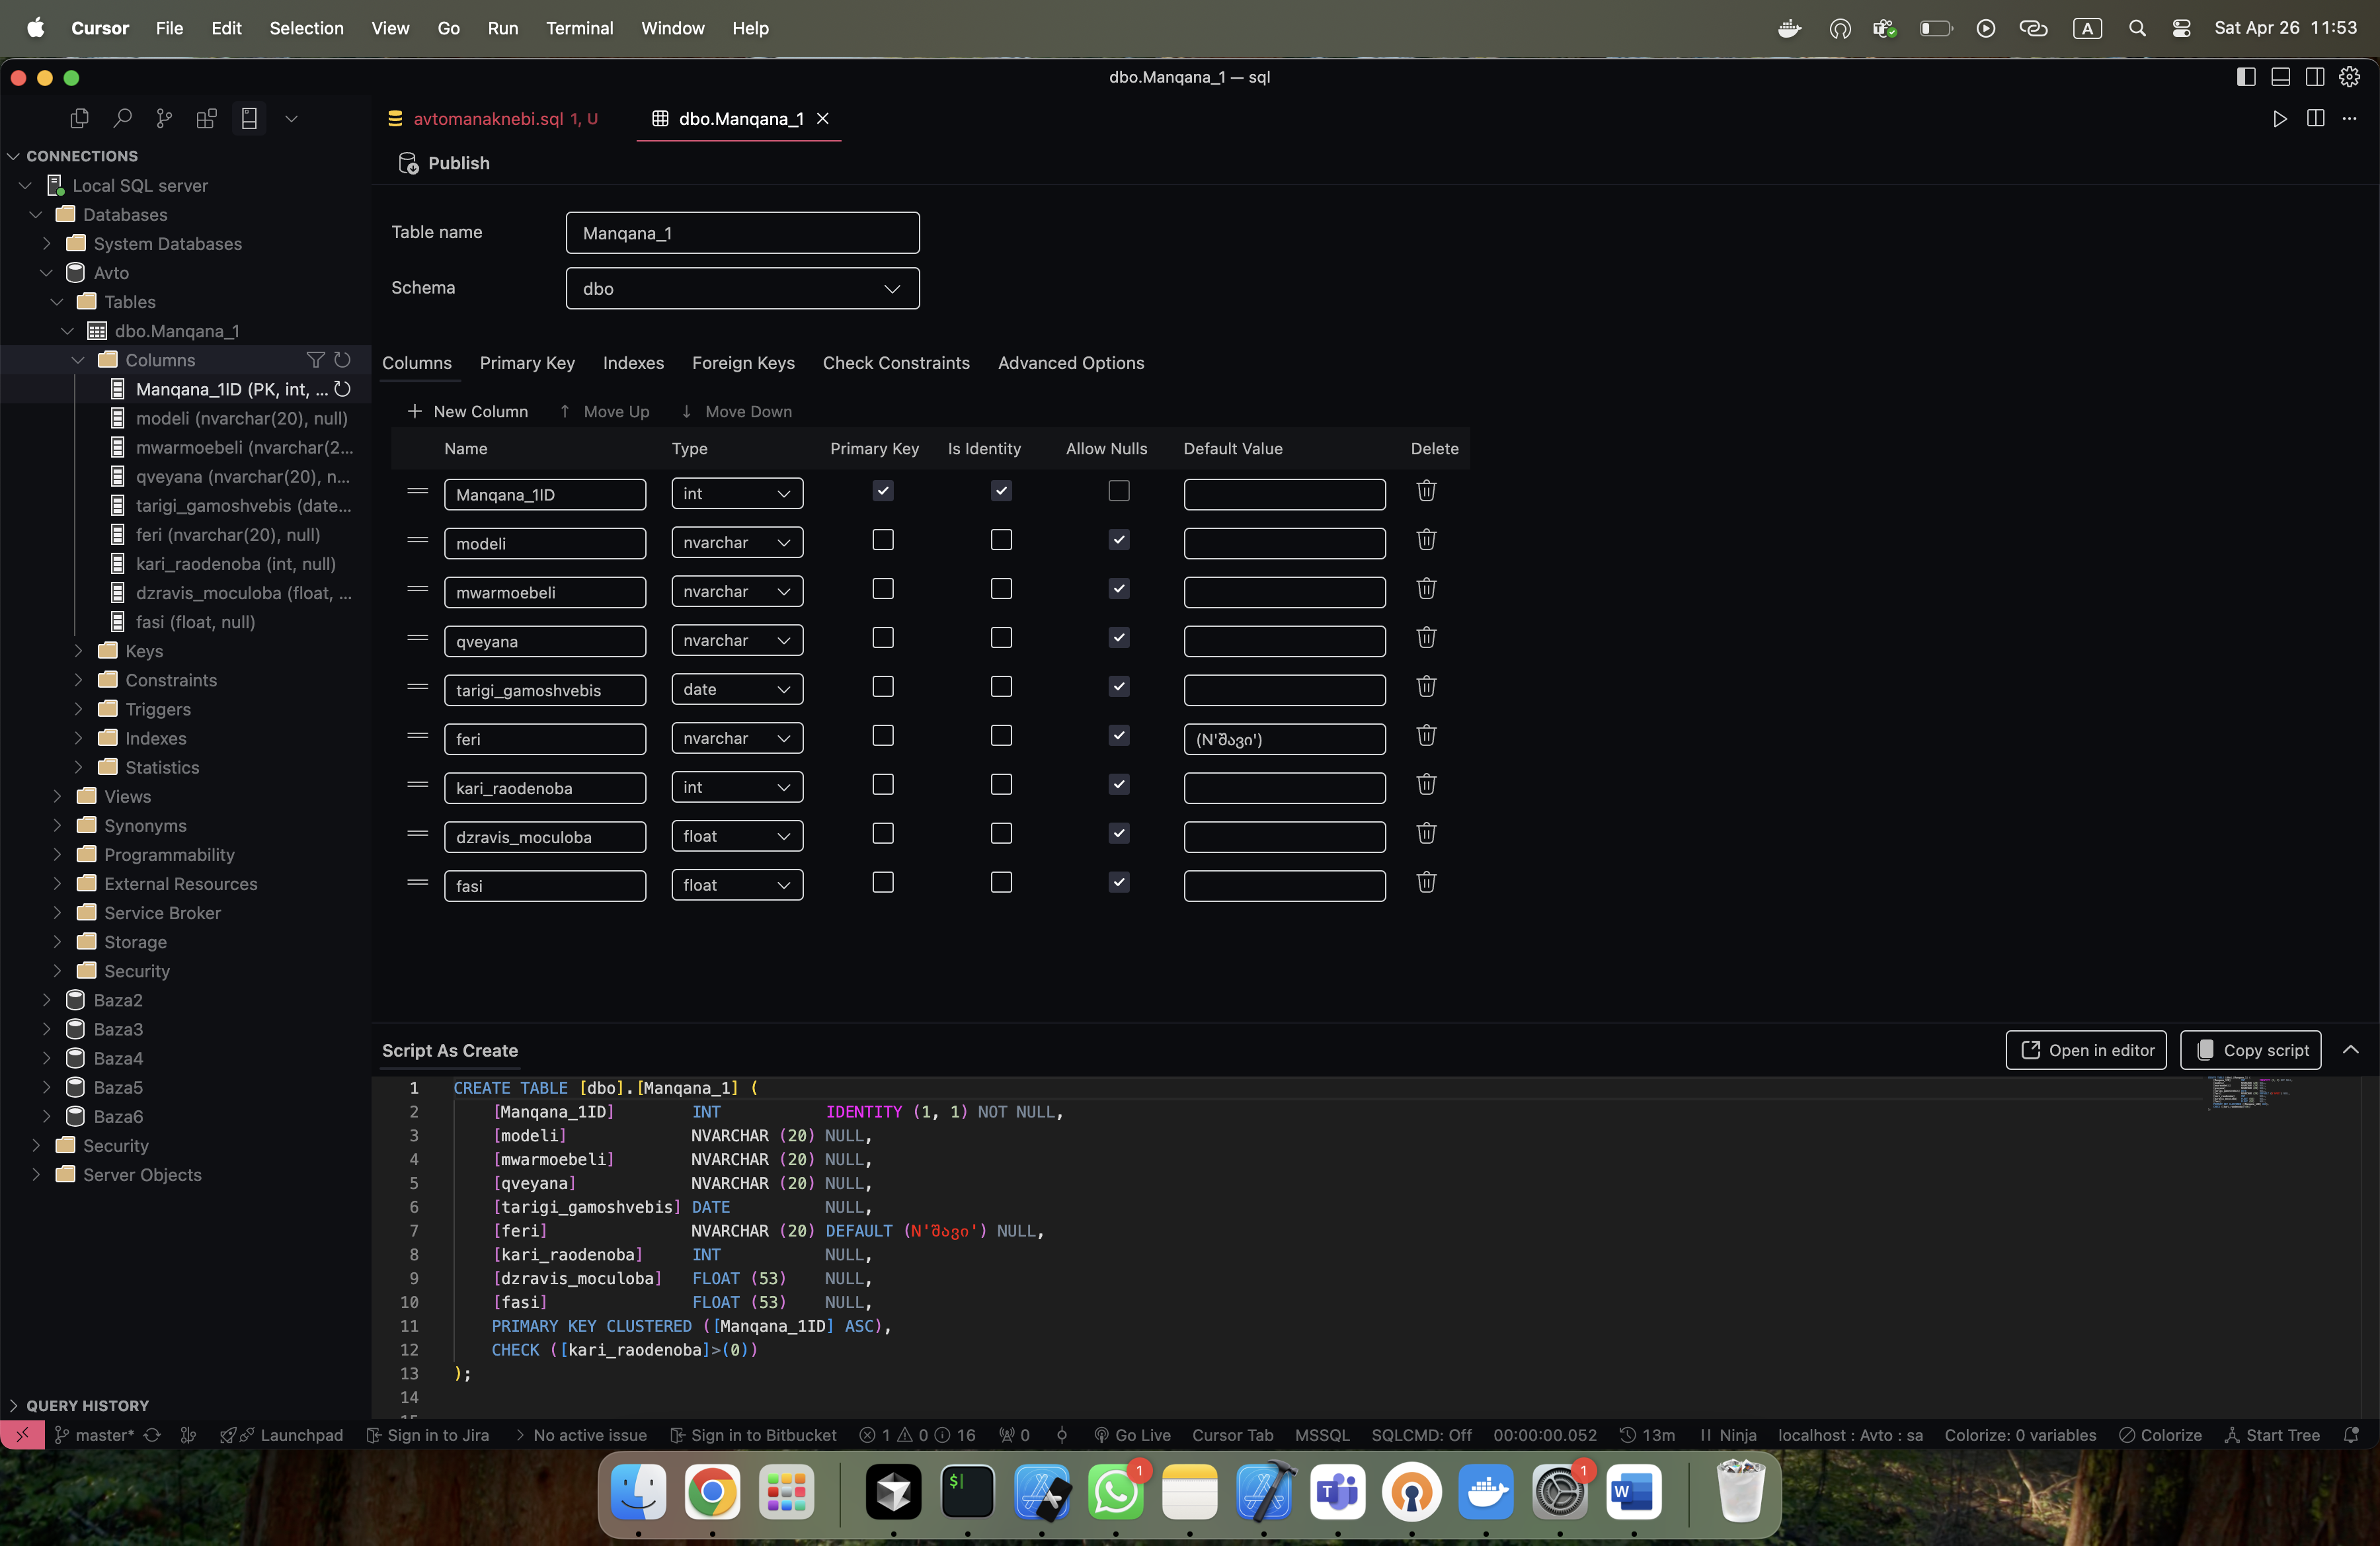 Cursor File Edit Selection View Go Run Terminal Window Help
A Sat Apr 26 11:53
dbo.Manqana_1 — sql
avtomanaknebi.sql 1, U dbo.Manqana_1
CONNECTIONS
Local SQL server
Databases
System Databases
Avto
Tables
dbo.Manqana_1
Columns
Manqana_1ID (PK, int, ...
modeli (nvarchar(20), null)
mwarmoebeli (nvarchar(2...
qveyana (nvarchar(20), n...
tarigi_gamoshvebis (date...
feri (nvarchar(20), null)
kari_raodenoba (int, null)
dzravis_moculoba (float, ...
fasi (float, null)
Keys
Constraints
Triggers
Indexes
Statistics
Views
Synonyms
Programmability
External Resources
Service Broker
Storage
Security
Baza2
Baza3
Baza4
Baza5
Baza6
Security
Server Objects
QUERY HISTORY
Publish
Table name Manqana_1
Schema dbo
Columns Primary Key Indexes Foreign Keys Check Constraints Advanced Options
New Column Move Up Move Down
Name Type Primary Key Is Identity Allow Nulls Default Value Delete
Manqana_1ID int
modeli nvarchar
mwarmoebeli nvarchar
qveyana nvarchar
tarigi_gamoshvebis date
feri nvarchar (N'შავი')
kari_raodenoba int
dzravis_moculoba float
fasi float
Script As Create Open in editor Copy script
1 CREATE TABLE [dbo].[Manqana_1] (
2 [Manqana_1ID] INT IDENTITY (1, 1) NOT NULL,
3 [modeli] NVARCHAR (20) NULL,
4 [mwarmoebeli] NVARCHAR (20) NULL,
5 [qveyana] NVARCHAR (20) NULL,
6 [tarigi_gamoshvebis] DATE NULL,
7 [feri] NVARCHAR (20) DEFAULT (N'შავი') NULL,
8 [kari_raodenoba] INT NULL,
9 [dzravis_moculoba] FLOAT (53) NULL,
10 [fasi] FLOAT (53) NULL,
11 PRIMARY KEY CLUSTERED ([Manqana_1ID] ASC),
12 CHECK ([kari_raodenoba]>(0))
13 );
14
master* Launchpad Sign in to Jira No active issue Sign in to Bitbucket 1 0 16 0 Go Live Cursor Tab MSSQL SQLCMD: Off 00:00:00.052 13m Ninja localhost : Avto : sa Colorize: 0 variables Colorize Start Tree
1 1